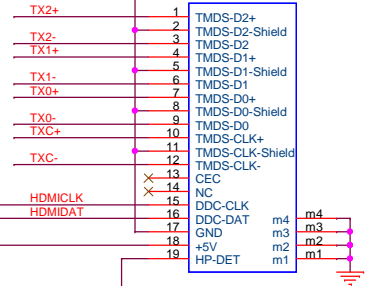 TX2+ 1 TMDS-D2+
2 TMDS-D2-Shield
TX2- 3 TMDS-D2
TX1+ 4 TMDS-D1+
5 TMDS-D1-Shield
TX1- 6 TMDS-D1
TX0+ 7 TMDS-D0+
8 TMDS-D0-Shield
TX0- 9 TMDS-D0
TXC+ 10 TMDS-CLK+
11 TMDS-CLK-Shield
TXC- 12 TMDS-CLK-
13 CEC
14 NC
HDMICLK 15 DDC-CLK
HDMIDAT 16 DDC-DAT m4 m4
17 GND m3 m3
18 +5V m2 m2
19 HP-DET m1 m1